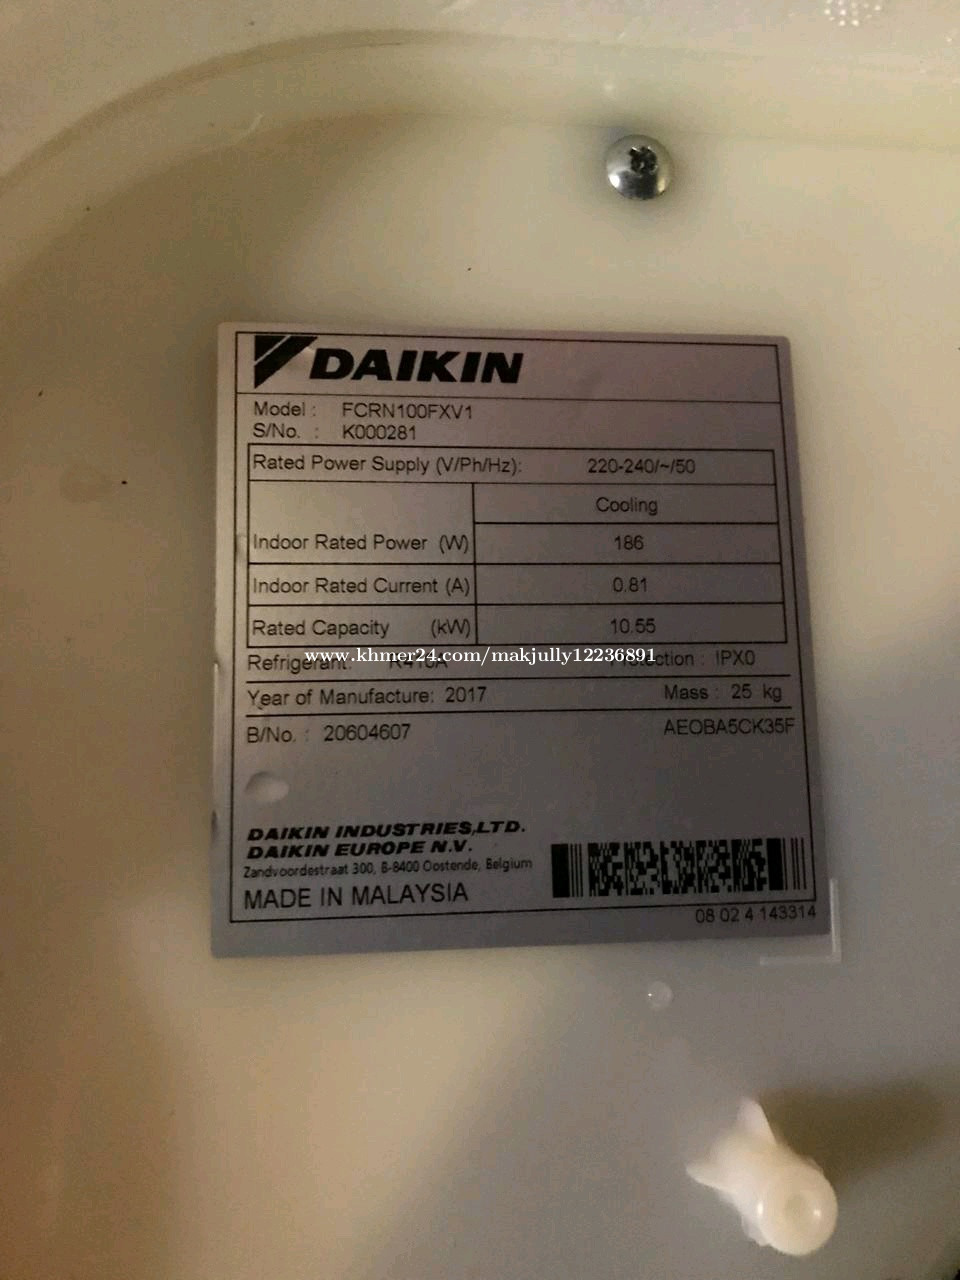 DAIKIN
Model : FCRN100FXV1
S/No. : K000281
Rated Power Supply (V/Ph/Hz): 220-240/~/50
Cooling
Indoor Rated Power (W) 186
Indoor Rated Current (A) 0.81
Rated Capacity (kW) 10.55
www.khmer24.com/makjully12236891
Refrigerant: R410A Protection : IPX0
Year of Manufacture: 2017 Mass : 25 kg
B/No. : 20604607 AEOBA5CK35F
DAIKIN INDUSTRIES,LTD.
DAIKIN EUROPE N.V.
Zandvoordestraat 300, B-8400 Oostende, Belgium
MADE IN MALAYSIA
08 02 4 143314